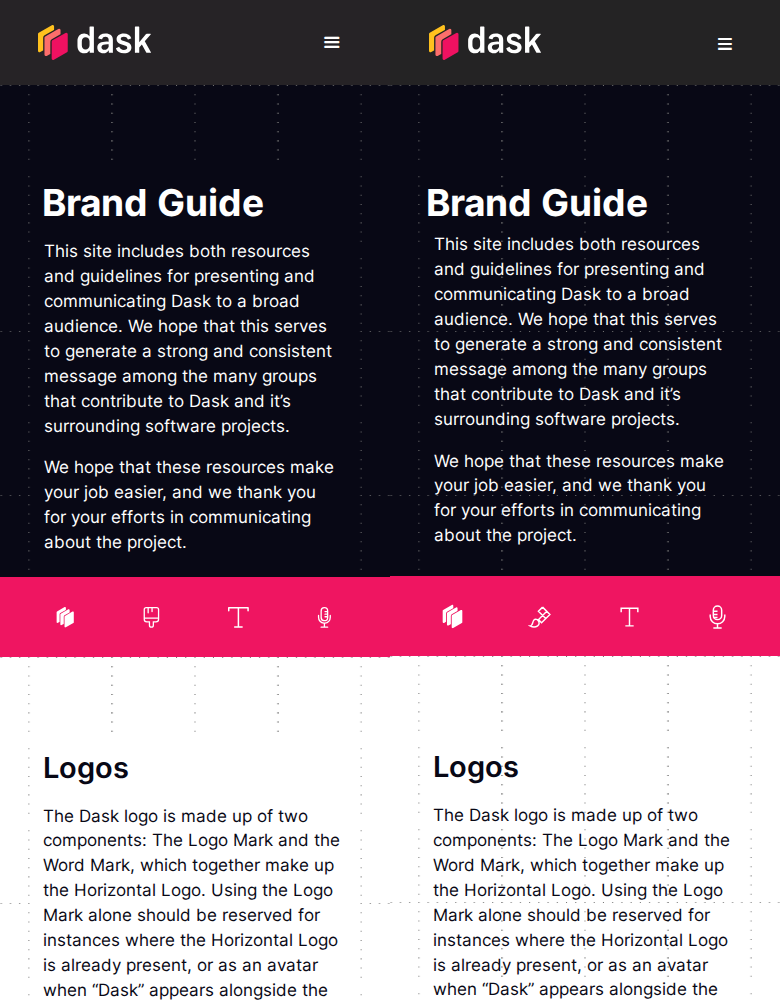 dask
Brand Guide
This site includes both resources
and guidelines for presenting and
communicating Dask to a broad
audience. We hope that this serves
to generate a strong and consistent
message among the many groups
that contribute to Dask and it’s
surrounding software projects.
We hope that these resources make
your job easier, and we thank you
for your efforts in communicating
about the project.
Logos
The Dask logo is made up of two
components: The Logo Mark and the
Word Mark, which together make up
the Horizontal Logo. Using the Logo
Mark alone should be reserved for
instances where the Horizontal Logo
is already present, or as an avatar
when “Dask” appears alongside the
dask
Brand Guide
This site includes both resources
and guidelines for presenting and
communicating Dask to a broad
audience. We hope that this serves
to generate a strong and consistent
message among the many groups
that contribute to Dask and it’s
surrounding software projects.
We hope that these resources make
your job easier, and we thank you
for your efforts in communicating
about the project.
Logos
The Dask logo is made up of two
components: The Logo Mark and the
Word Mark, which together make up
the Horizontal Logo. Using the Logo
Mark alone should be reserved for
instances where the Horizontal Logo
is already present, or as an avatar
when “Dask” appears alongside the